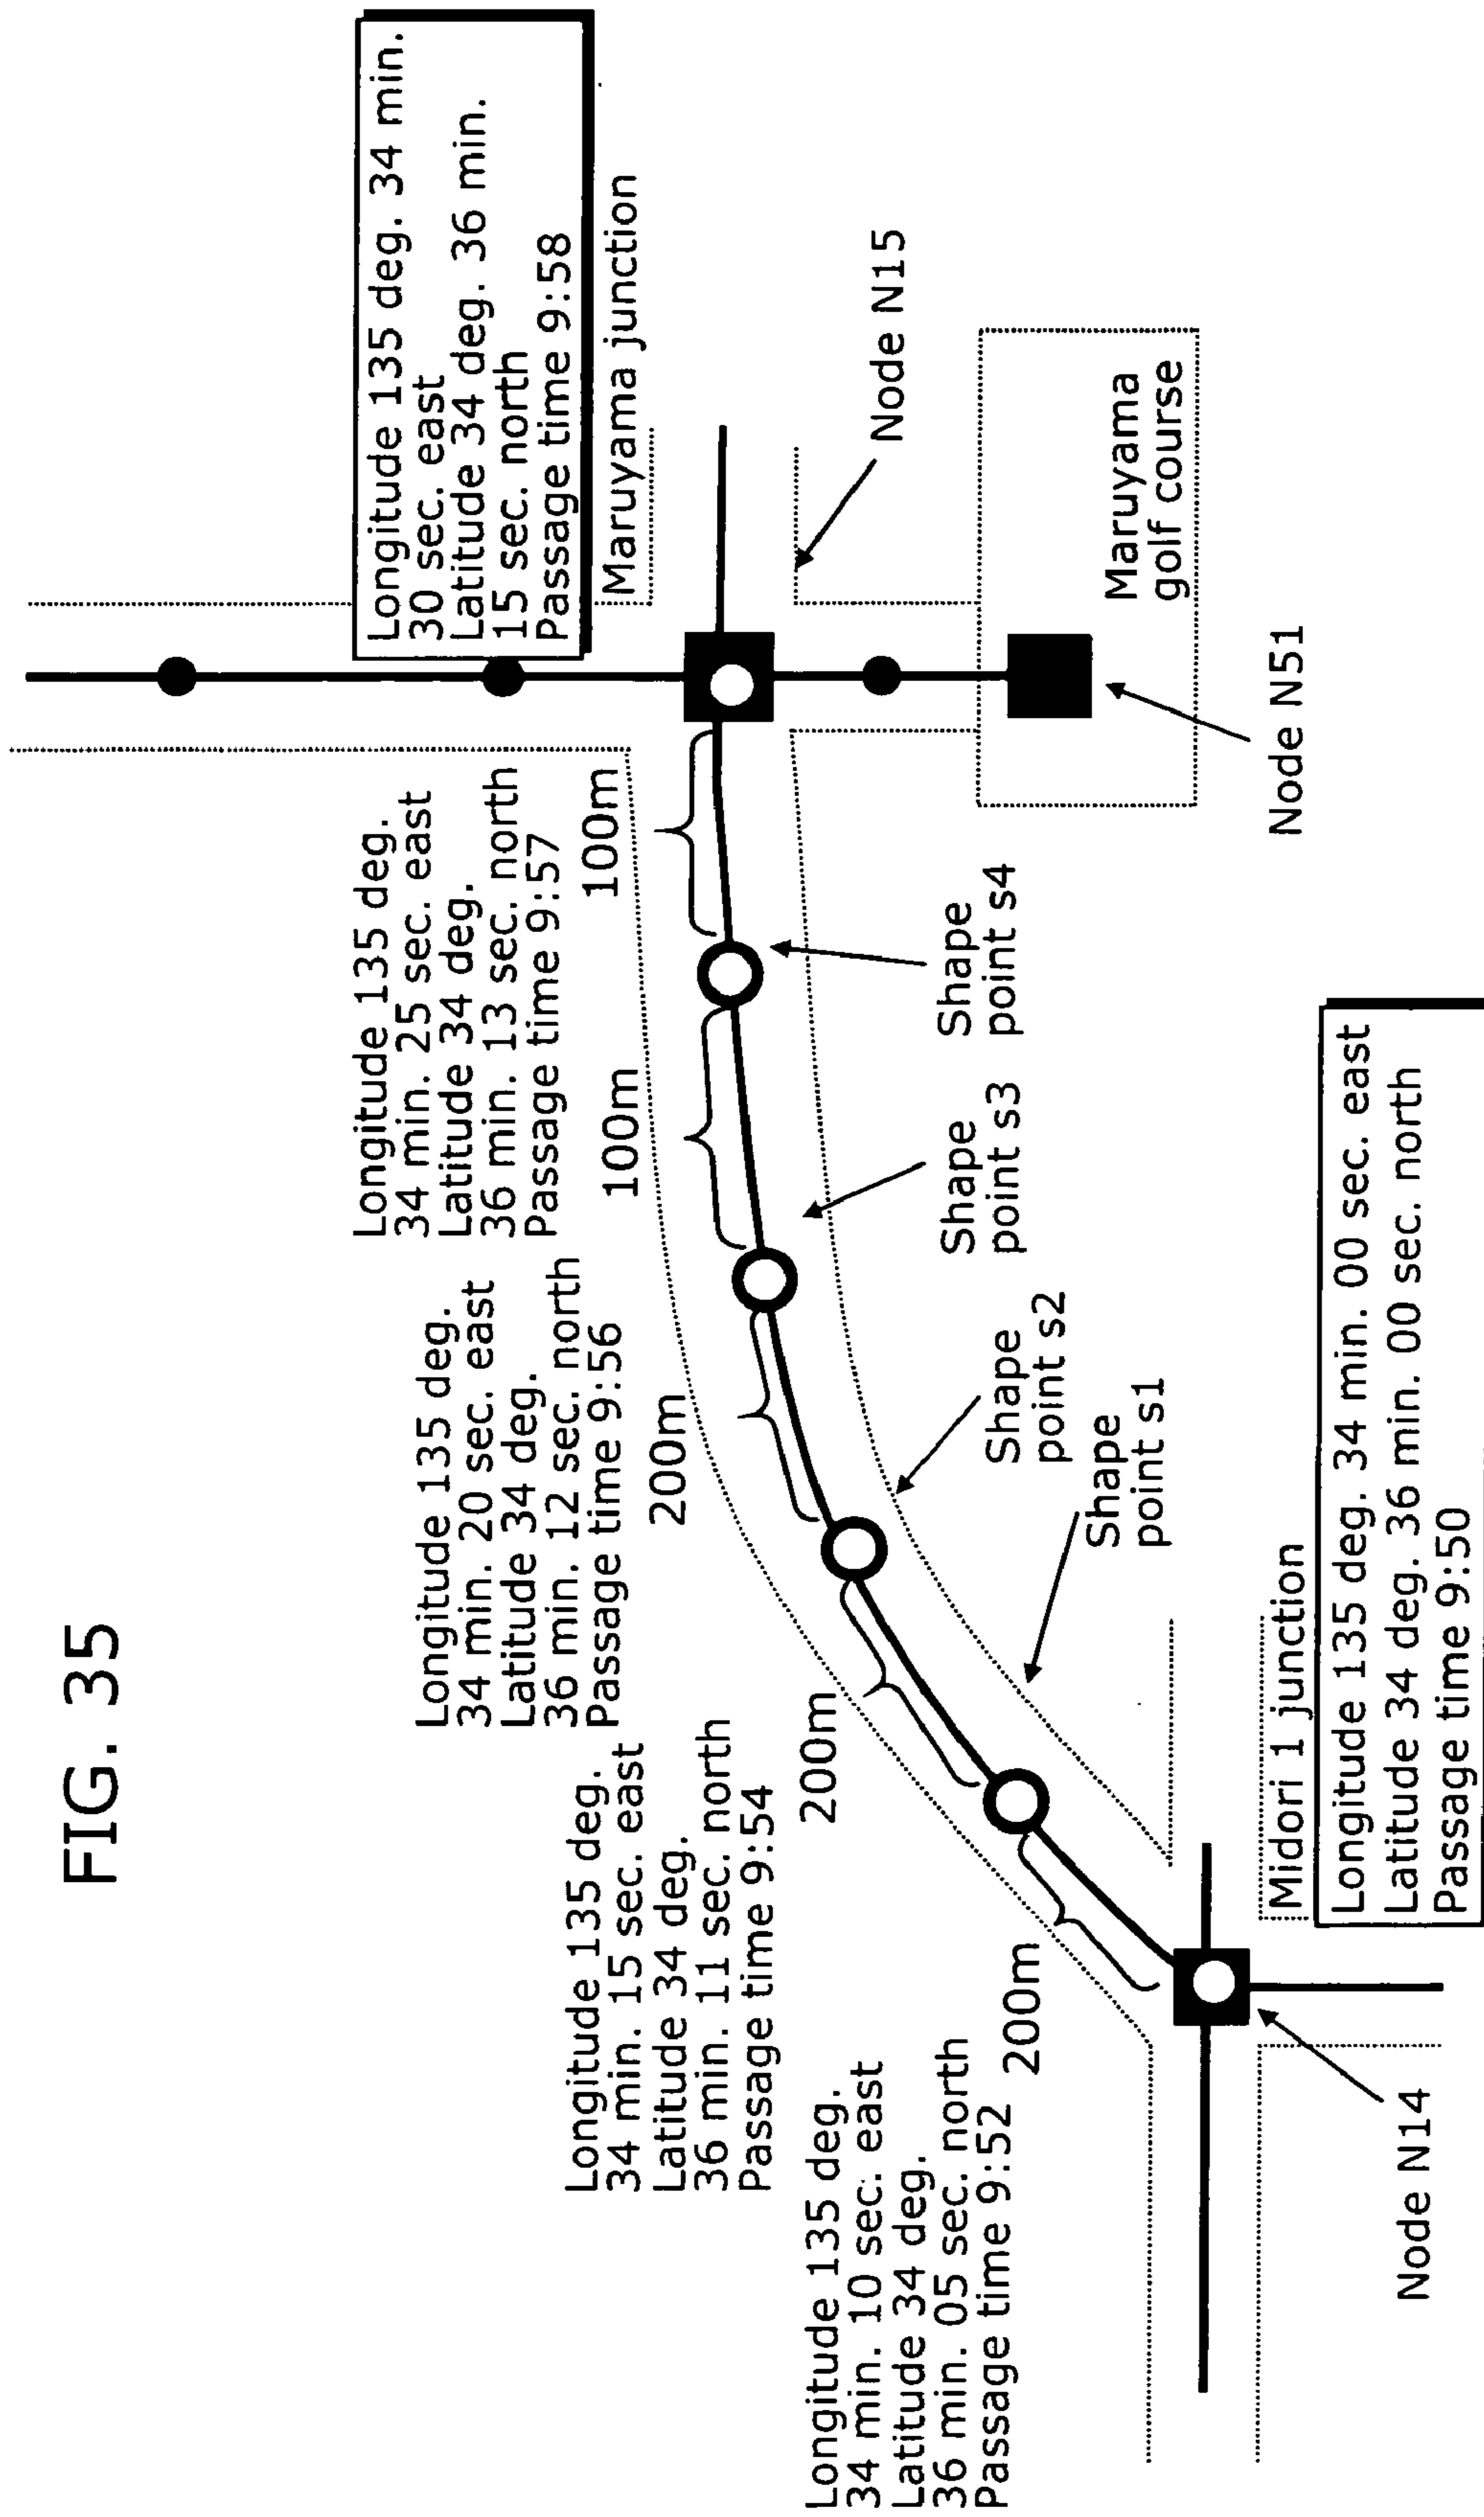 FIG. 35
Longitude 135 deg. 34 min.
30 sec. east
Latitude 34 deg. 36 min.
15 sec. north
Passage time 9:58
Maruyama junction
Longitude 135 deg.
34 min. 25 sec. east
Latitude 34 deg.
36 min. 13 sec. north
Passage time 9:57
100m
Longitude 135 deg.
34 min. 20 sec. east
Latitude 34 deg.
36 min. 12 sec. north
Passage time 9:56
100m
Longitude 135 deg.
34 min. 15 sec. east
Latitude 34 deg.
36 min. 11 sec. north
Passage time 9:54
200m
Longitude 135 deg.
34 min. 10 sec. east
Latitude 34 deg.
36 min. 05 sec. north
Passage time 9:52
200m
200m
Node N15
Maruyama
golf course
Node N51
Shape
point s4
Shape
point s3
Shape
point s2
Shape
point s1
Midori 1 junction
Longitude 135 deg. 34 min. 00 sec. east
Latitude 34 deg. 36 min. 00 sec. north
Passage time 9:50
Node N14